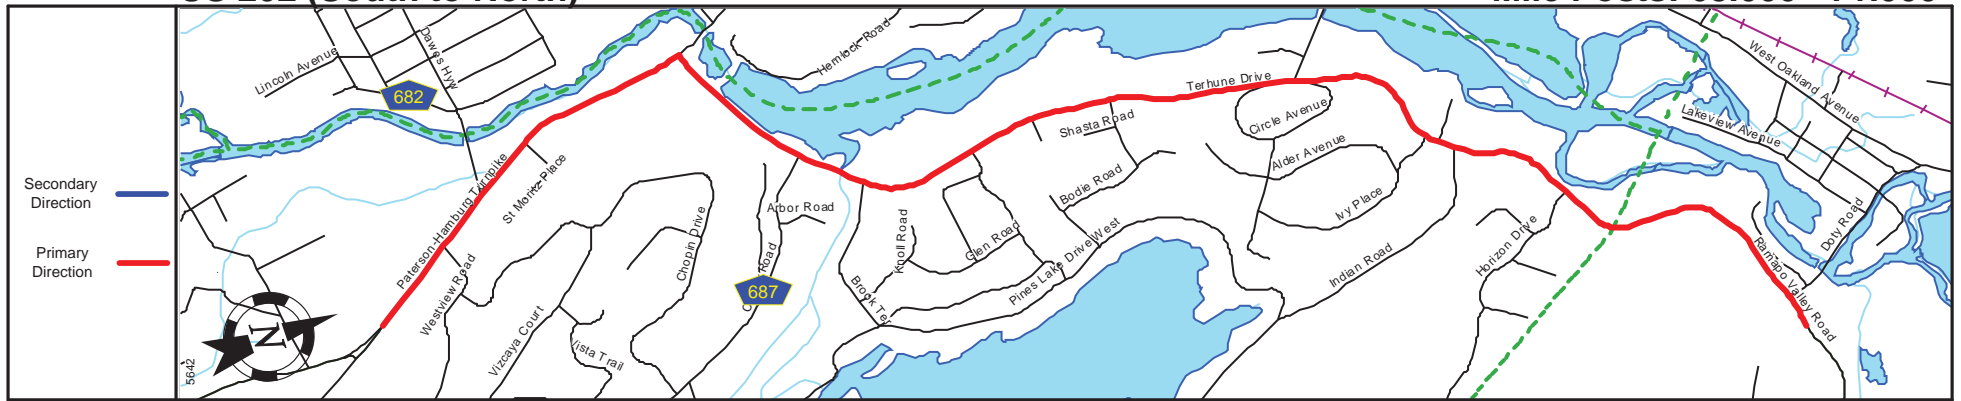 Lincoln Avenue
Dawes Hwy
682
Hemlock Road
Terhune Drive
West Oakland Avenue
Lakeview Avenue
Circle Avenue
Shasta Road
Alder Avenue
Secondary
Direction
Primary
Direction
Paterson-Hamburg Turnpike
St Moritz Place
Bodie Road
Ivy Place
Arbor Road
Chopin Drive
Road
687
Knoll Road
Glen Road
Pines Lake Drive West
Brook Ter
Indian Road
Horizon Drive
Doty Road
Ramapo Valley Road
Westview Road
Vizcaya Court
Vista Trail
N
5642